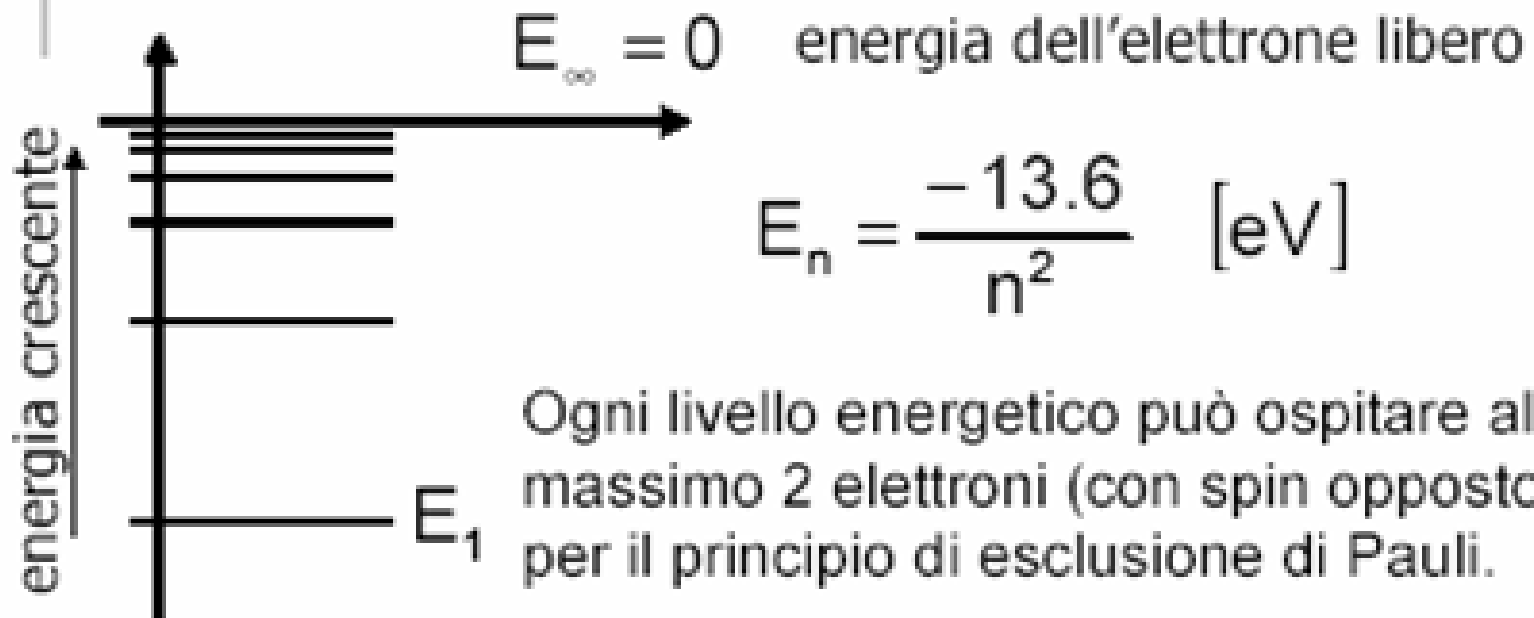 E∞ = 0 energia dell'elettrone libero
energia crescente
Eₙ = −13.6 / n² [eV]
Ogni livello energetico può ospitare al
massimo 2 elettroni (con spin opposto
E₁
per il principio di esclusione di Pauli.